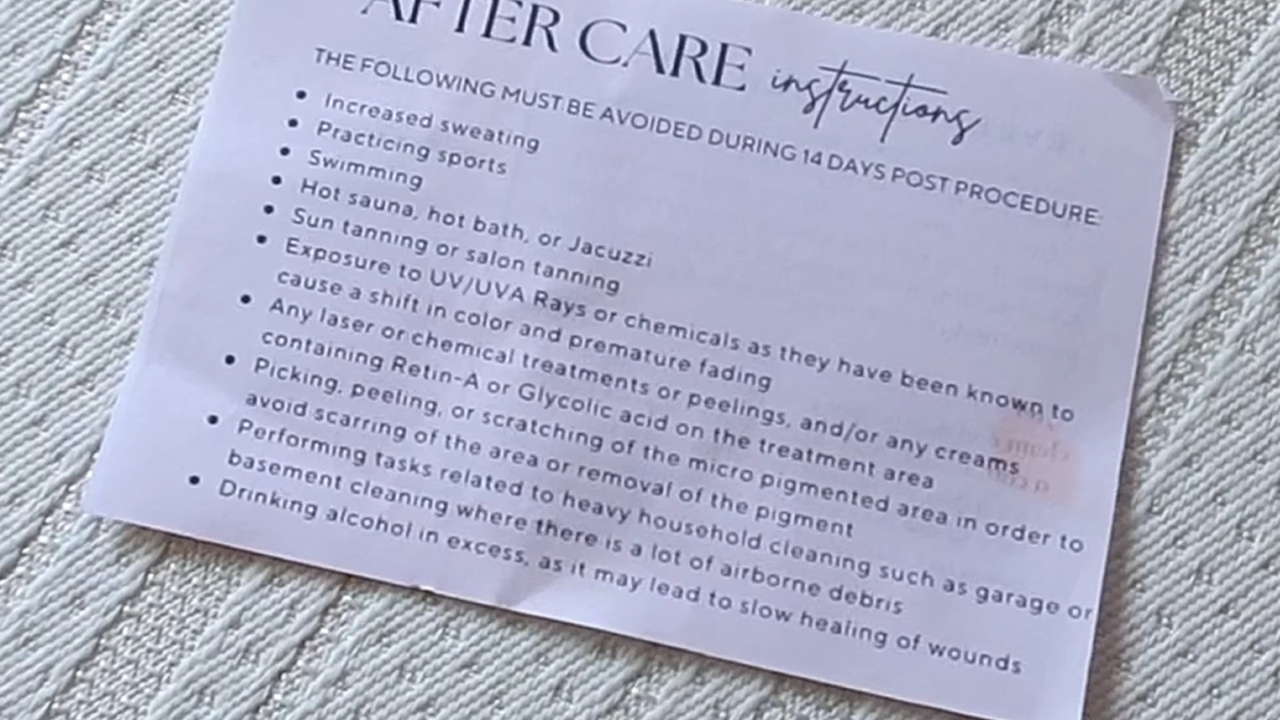 AFTER CARE instructions
THE FOLLOWING MUST BE AVOIDED DURING 14 DAYS POST PROCEDURE:
• Increased sweating
• Practicing sports
• Swimming
• Hot sauna, hot bath, or Jacuzzi
• Sun tanning or salon tanning
• Exposure to UV/UVA Rays or chemicals as they have been known to
cause a shift in color and premature fading
• Any laser or chemical treatments or peelings, and/or any creams
containing Retin-A or Glycolic acid on the treatment area
• Picking, peeling, or scratching of the micro pigmented area in order to
avoid scarring of the area or removal of the pigment
• Performing tasks related to heavy household cleaning such as garage or
basement cleaning where there is a lot of airborne debris
• Drinking alcohol in excess, as it may lead to slow healing of wounds